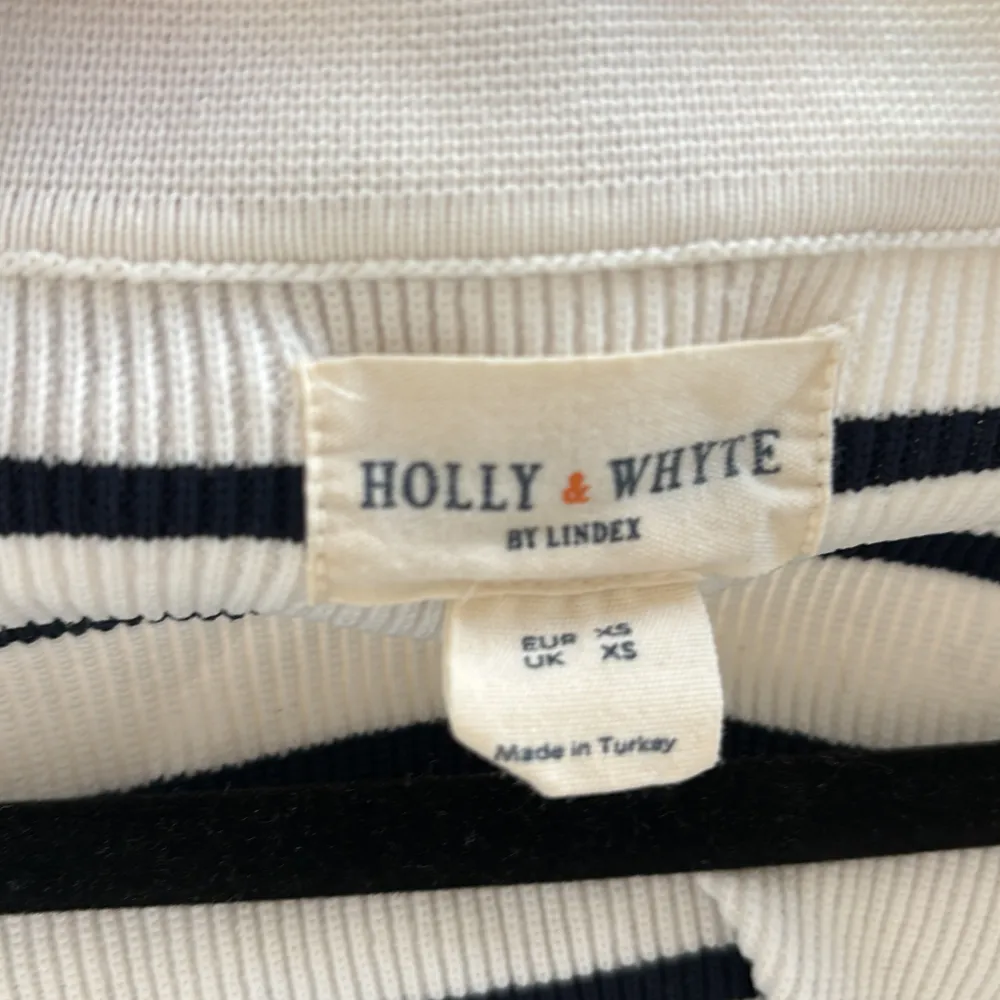 HOLLY & WHYTE
BY LINDEX
EUR XS
UK XS
Made in Turkey